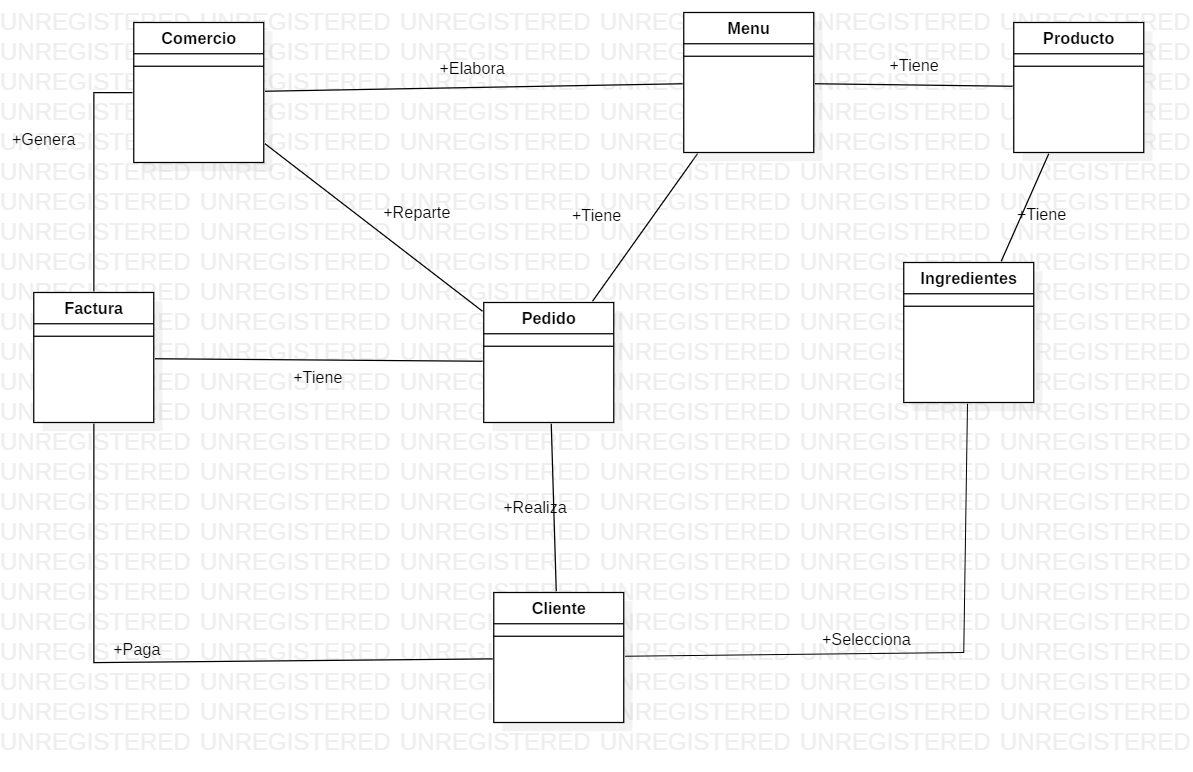 UNREGISTERED
Comercio
Menu
Producto
+Elabora
+Tiene
+Genera
+Reparte
+Tiene
+Tiene
Factura
Pedido
Ingredientes
+Tiene
+Realiza
Cliente
+Paga
+Selecciona